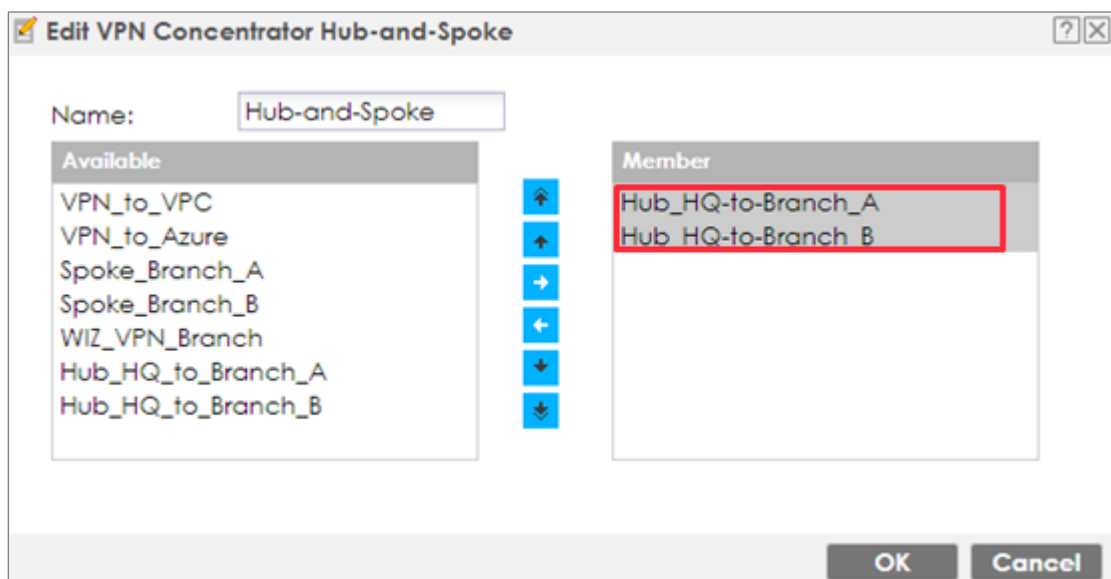 Edit VPN Concentrator Hub-and-Spoke
?
Name: Hub-and-Spoke
Available
VPN_to_VPC
VPN_to_Azure
Spoke_Branch_A
Spoke_Branch_B
WIZ_VPN_Branch
Hub_HQ_to_Branch_A
Hub_HQ_to_Branch_B
Member
Hub_HQ-to-Branch_A
Hub_HQ-to-Branch_B
OK Cancel